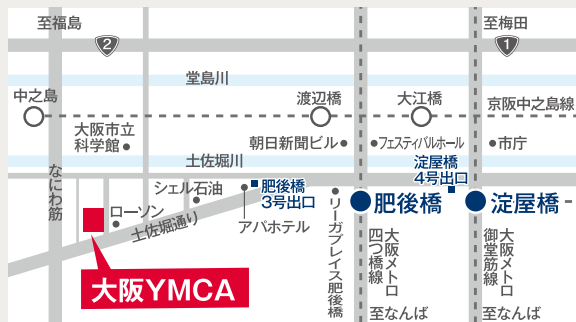 至福島
至梅田
2
1
堂島川
中之島
渡辺橋
大江橋
京阪中之島線
大阪市立
科学館
朝日新聞ビル
フェスティバルホール
市庁
土佐堀川
淀屋橋
4号出口
なにわ筋
シェル石油
肥後橋
3号出口
肥後橋
淀屋橋
ローソン
土佐堀通り
アパホテル
リーガプレイス肥後橋
大阪メトロ
四つ橋線
大阪メトロ
御堂筋線
大阪YMCA
至なんば
至なんば